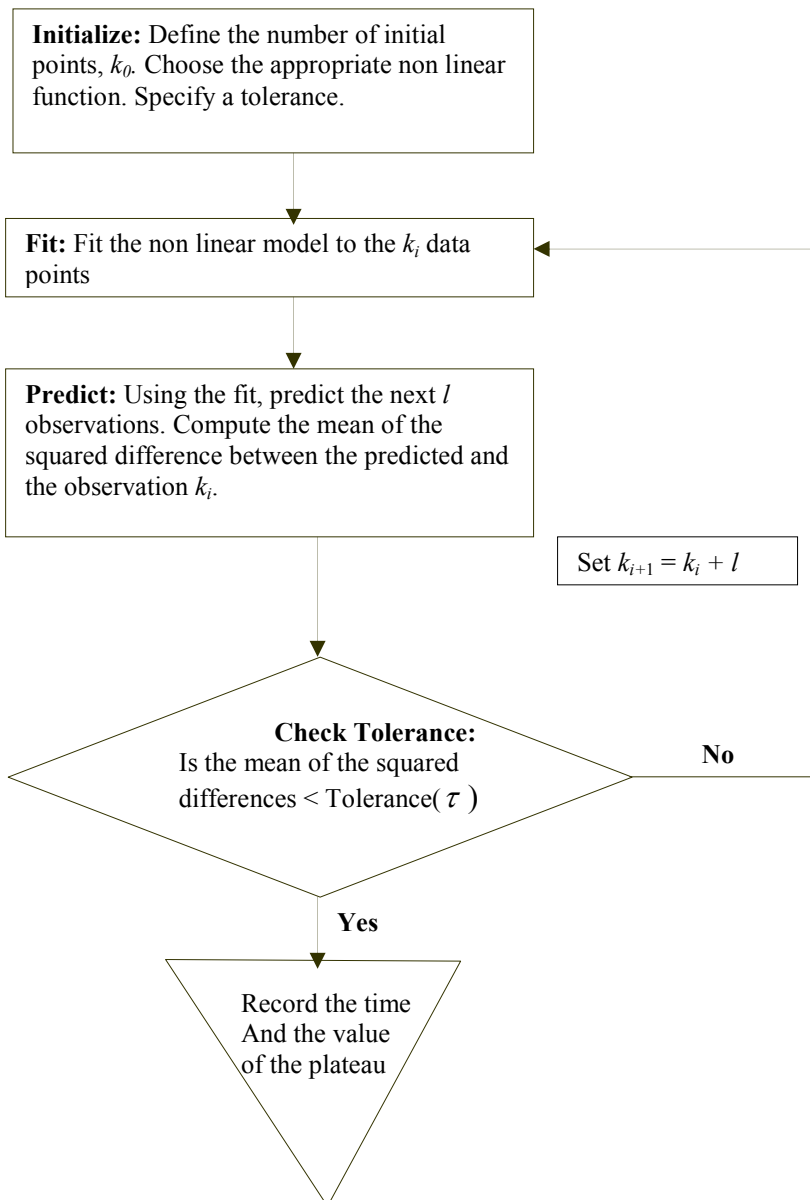 Initialize: Define the number of initial
points, k0. Choose the appropriate non linear
function. Specify a tolerance.
Fit: Fit the non linear model to the ki data
points
Predict: Using the fit, predict the next l
observations. Compute the mean of the
squared difference between the predicted and
the observation ki.
Set ki+1 = ki + l
Check Tolerance:
Is the mean of the squared
differences < Tolerance( τ )
No
Yes
Record the time
And the value
of the plateau